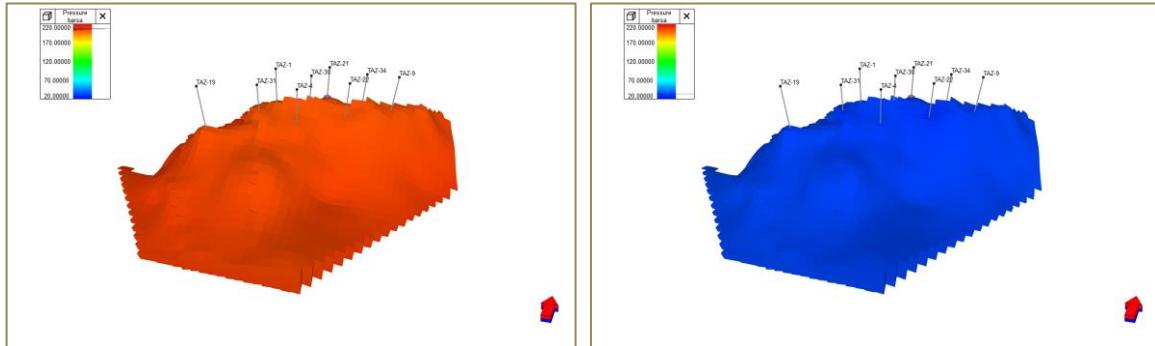 Pressure
barsa
220.00000
170.00000
120.00000
70.00000
20.00000
TAZ-19
TAZ-31
TAZ-1
TAZ-4
TAZ-30
TAZ-21
TAZ-22
TAZ-34
TAZ-9
Pressure
barsa
220.00000
170.00000
120.00000
70.00000
20.00000
TAZ-19
TAZ-31
TAZ-1
TAZ-4
TAZ-30
TAZ-21
TAZ-22
TAZ-34
TAZ-9